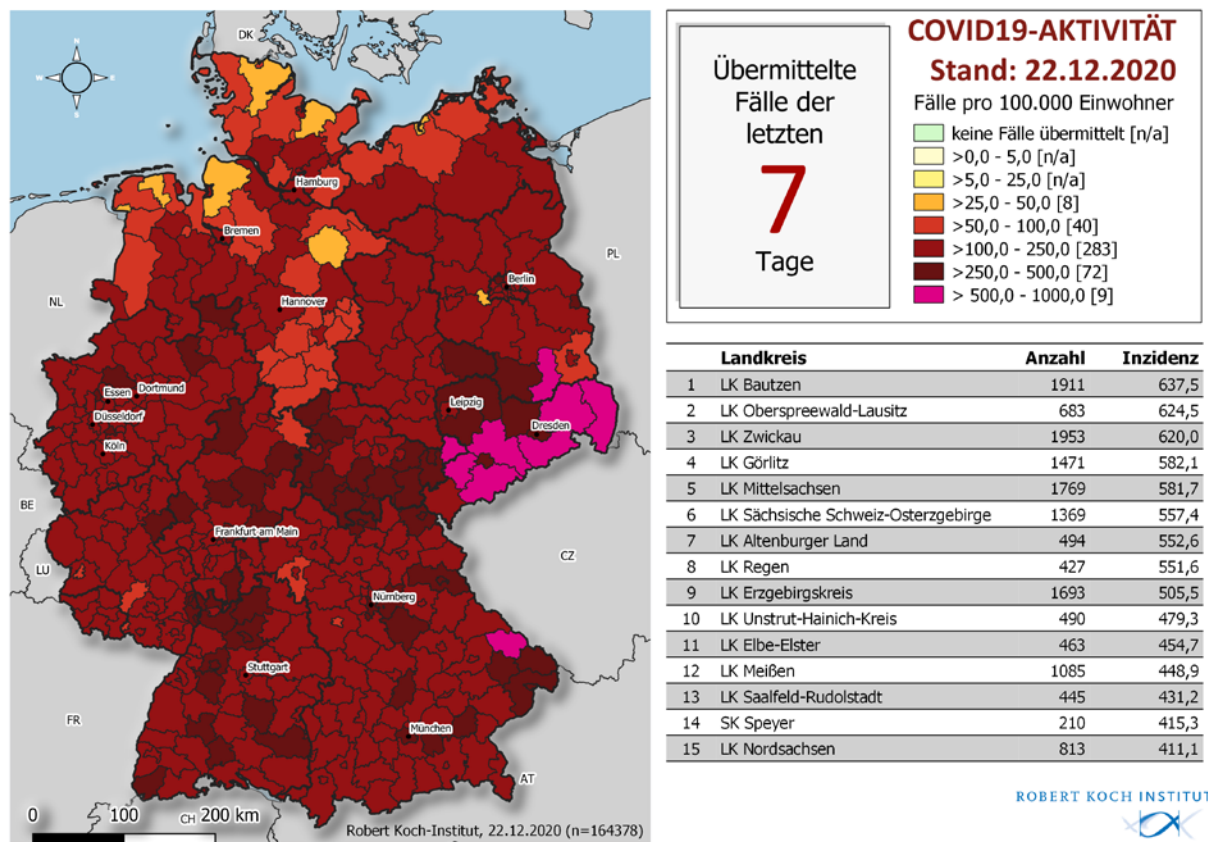 N
W
E
S
DK
Hamburg
Bremen
PL
Berlin
NL
Hannover
Essen
Dortmund
Düsseldorf
Köln
Leipzig
Dresden
BE
Frankfurt am Main
LU
CZ
Nürnberg
Stuttgart
FR
München
AT
CH
0 100 200 km
Robert Koch-Institut, 22.12.2020 (n=164378)
Übermittelte
Fälle der
letzten
7
Tage
COVID19-AKTIVITÄT
Stand: 22.12.2020
Fälle pro 100.000 Einwohner
keine Fälle übermittelt [n/a]
>0,0 - 5,0 [n/a]
>5,0 - 25,0 [n/a]
>25,0 - 50,0 [8]
>50,0 - 100,0 [40]
>100,0 - 250,0 [283]
>250,0 - 500,0 [72]
> 500,0 - 1000,0 [9]
Landkreis Anzahl Inzidenz
1 LK Bautzen 1911 637,5
2 LK Oberspreewald-Lausitz 683 624,5
3 LK Zwickau 1953 620,0
4 LK Görlitz 1471 582,1
5 LK Mittelsachsen 1769 581,7
6 LK Sächsische Schweiz-Osterzgebirge 1369 557,4
7 LK Altenburger Land 494 552,6
8 LK Regen 427 551,6
9 LK Erzgebirgskreis 1693 505,5
10 LK Unstrut-Hainich-Kreis 490 479,3
11 LK Elbe-Elster 463 454,7
12 LK Meißen 1085 448,9
13 LK Saalfeld-Rudolstadt 445 431,2
14 SK Speyer 210 415,3
15 LK Nordsachsen 813 411,1
ROBERT KOCH INSTITUT